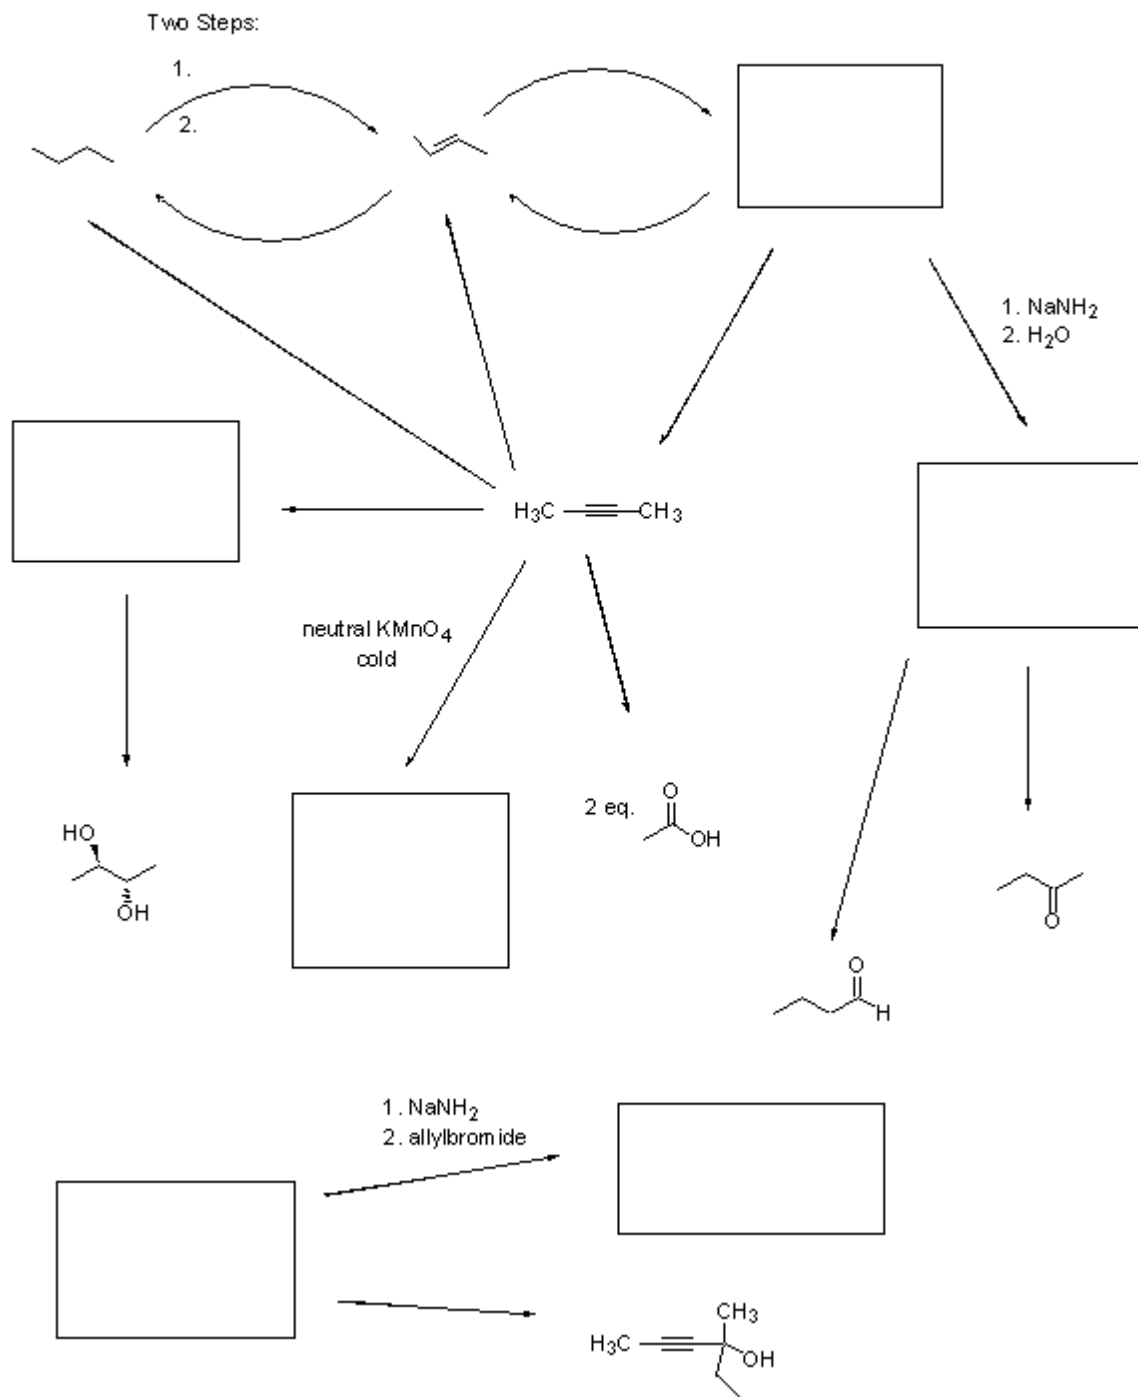 Two Steps:
1.
2.
1. NaNH2
2. H2O
H3C
CH3
neutral KMnO4
cold
HO
OH
2 eq.
O
OH
O
O
H
1. NaNH2
2. allylbromide
CH3
H3C
OH